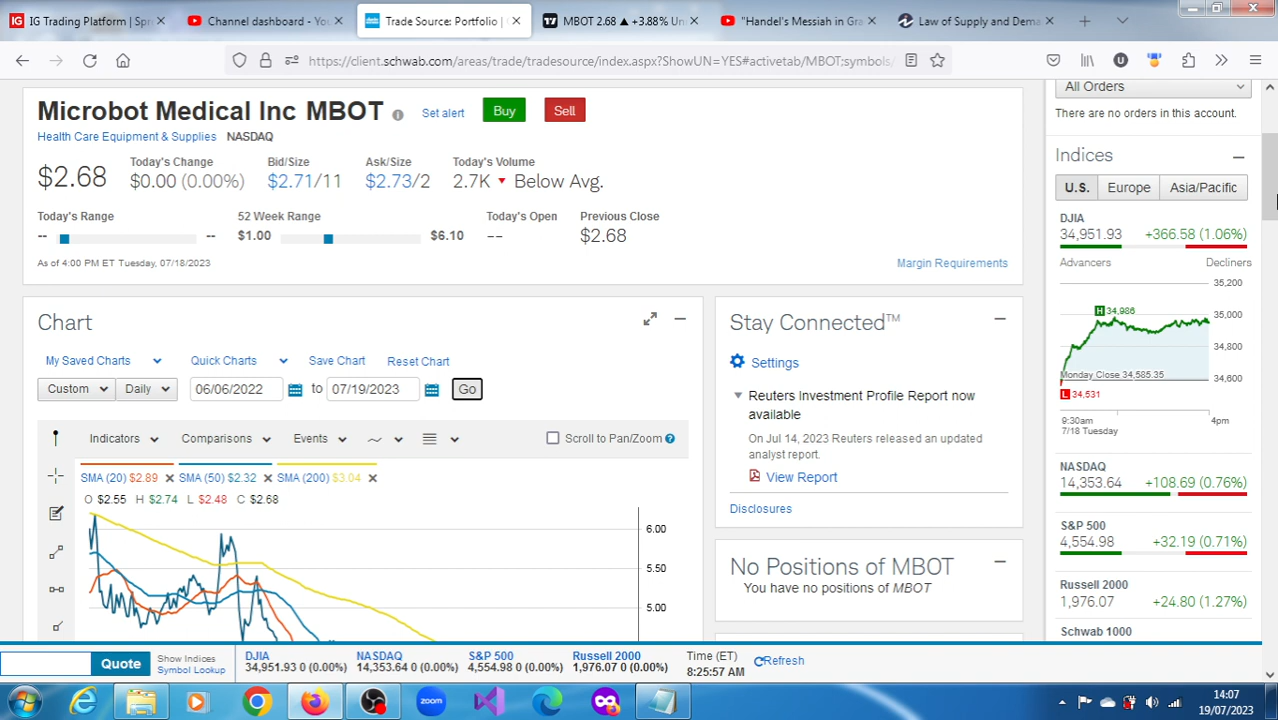 IG Trading Platform | Spre
Channel dashboard - You
Trade Source: Portfolio |
MBOT 2.68 ▲ +3.88% Un
"Handel's Messiah in Gra
Law of Supply and Dema
https://client.schwab.com/areas/trade/tradesource/index.aspx?ShowUN=YES#activetab/MBOT;symbols/
Microbot Medical Inc MBOT
Set alert
Buy
Sell
Health Care Equipment & Supplies NASDAQ
$2.68
Today's Change
$0.00 (0.00%)
Bid/Size
$2.71/11
Ask/Size
$2.73/2
Today's Volume
2.7K ▼ Below Avg.
Today's Range
-- --
52 Week Range
$1.00 $6.10
Today's Open
--
Previous Close
$2.68
As of 4:00 PM ET Tuesday, 07/18/2023
Margin Requirements
Chart
My Saved Charts
Quick Charts
Save Chart
Reset Chart
Custom
Daily
06/06/2022 to 07/19/2023 Go
Indicators
Comparisons
Events
Scroll to Pan/Zoom
SMA (20) $2.89 × SMA (50) $2.32 × SMA (200) $3.04 ×
O $2.55 H $2.74 L $2.48 C $2.68
6.00
5.50
5.00
Stay Connected™
Settings
Reuters Investment Profile Report now
available
On Jul 14, 2023 Reuters released an updated
analyst report.
View Report
Disclosures
No Positions of MBOT
You have no positions of MBOT
All Orders
There are no orders in this account.
Indices
U.S. Europe Asia/Pacific
DJIA
34,951.93 +366.58 (1.06%)
Advancers Decliners
35,200
H 34,986
35,000
34,800
Monday Close 34,585.35
34,600
L 34,531
9:30am 4pm
7/18 Tuesday
NASDAQ
14,353.64 +108.69 (0.76%)
S&P 500
4,554.98 +32.19 (0.71%)
Russell 2000
1,976.07 +24.80 (1.27%)
Schwab 1000
Quote
Show Indices
Symbol Lookup
DJIA
34,951.93 0 (0.00%)
NASDAQ
14,353.64 0 (0.00%)
S&P 500
4,554.98 0 (0.00%)
Russell 2000
1,976.07 0 (0.00%)
Time (ET)
8:25:57 AM
Refresh
zoom
14:07
19/07/2023